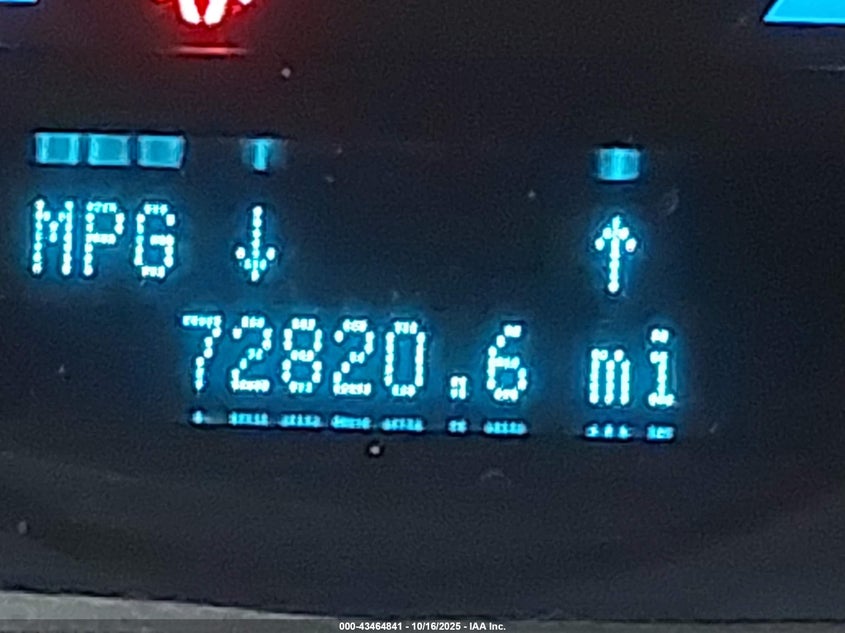 MPG ↓ ↑
72820.6 mi
000-43464841 - 10/16/2025 - IAA Inc.